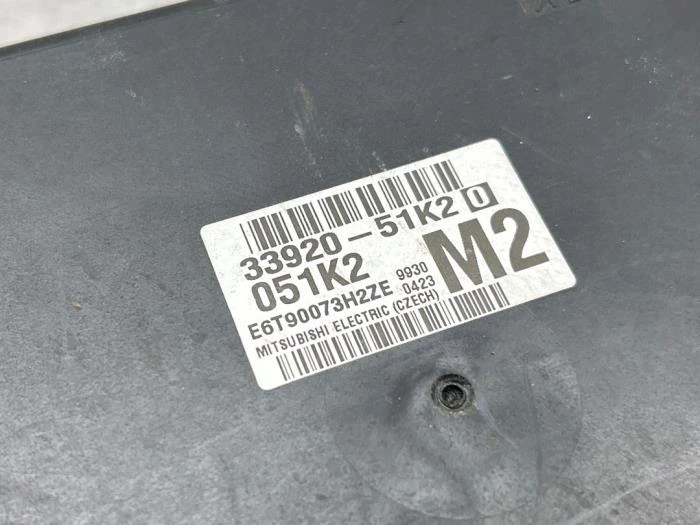 33920-51K2 0
051K2
M2
9930
E6T90073H2ZE 0423
MITSUBISHI ELECTRIC (CZECH)